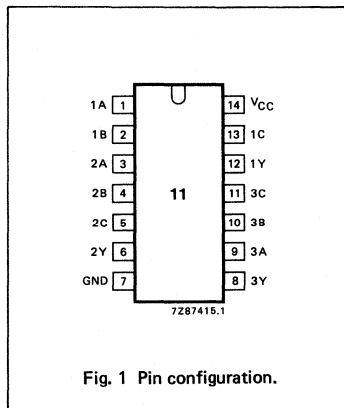 1A 1 14 VCC
1B 2 13 1C
2A 3 12 1Y
2B 4 11 11 3C
2C 5 10 3B
2Y 6 9 3A
GND 7 8 3Y
7Z87415.1
Fig. 1 Pin configuration.